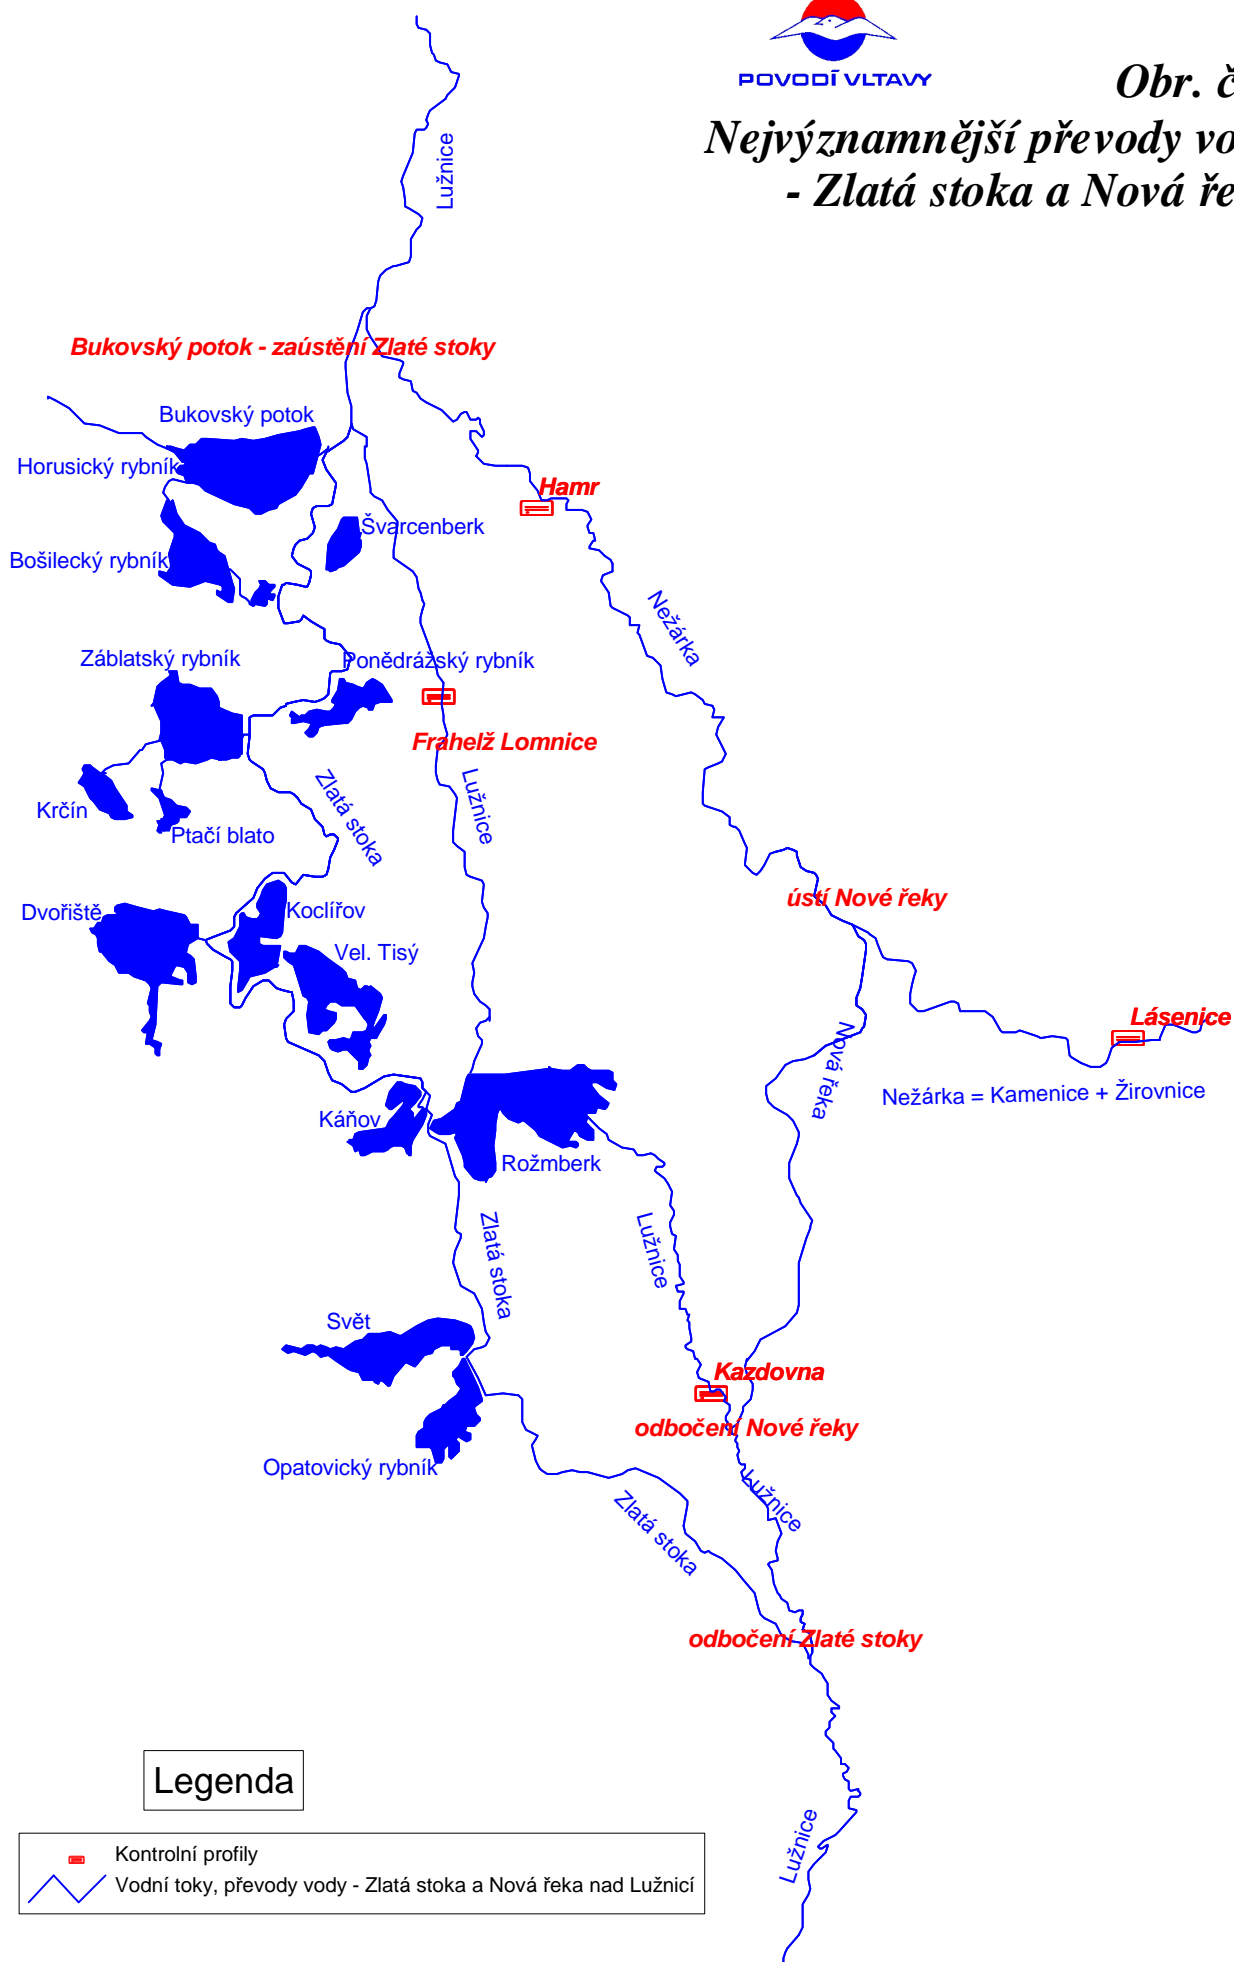 POVODÍ VLTAVY
Obr. č
Nejvýznamnější převody vo
- Zlatá stoka a Nová ře
Lužnice
Bukovský potok - zaústění Zlaté stoky
Bukovský potok
Horusický rybník
Hamr
Švarcenberk
Bošilecký rybník
Nežárka
Záblatský rybník
Ponědrážský rybník
Frahelž Lomnice
Zlatá stoka
Lužnice
Krčín
Ptačí blato
ústí Nové řeky
Dvořiště
Koclířov
Vel. Tisý
Lásenice
Nová řeka
Nežárka = Kamenice + Žirovnice
Káňov
Rožmberk
Zlatá stoka
Lužnice
Svět
Kazdovna
odbočení Nové řeky
Opatovický rybník
Lužnice
Zlatá stoka
odbočení Zlaté stoky
Legenda
Lužnice
Kontrolní profily
Vodní toky, převody vody - Zlatá stoka a Nová řeka nad Lužnicí